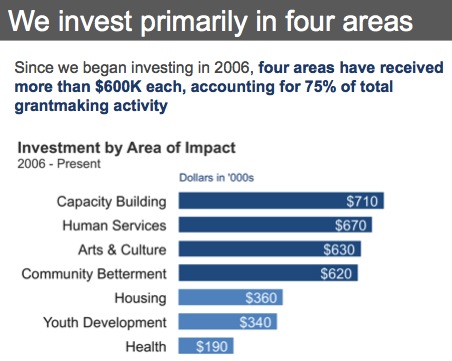 We invest primarily in four areas
Since we began investing in 2006, four areas have received
more than $600K each, accounting for 75% of total
grantmaking activity
Investment by Area of Impact
2006 - Present
Dollars in '000s
Capacity Building $710
Human Services $670
Arts & Culture $630
Community Betterment $620
Housing $360
Youth Development $340
Health $190